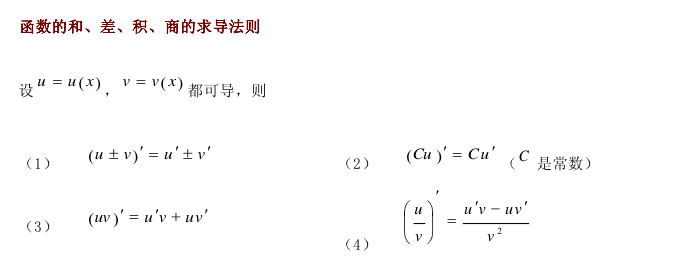 函数的和、差、积、商的求导法则
设 u = u(x)，v = v(x) 都可导，则
（1） (u ± v)′ = u′ ± v′ （2） (Cu)′ = Cu′ （C 是常数）
（3） (uv)′ = u′v + uv′ （4） (u/v)′ = (u′v − uv′)/v²